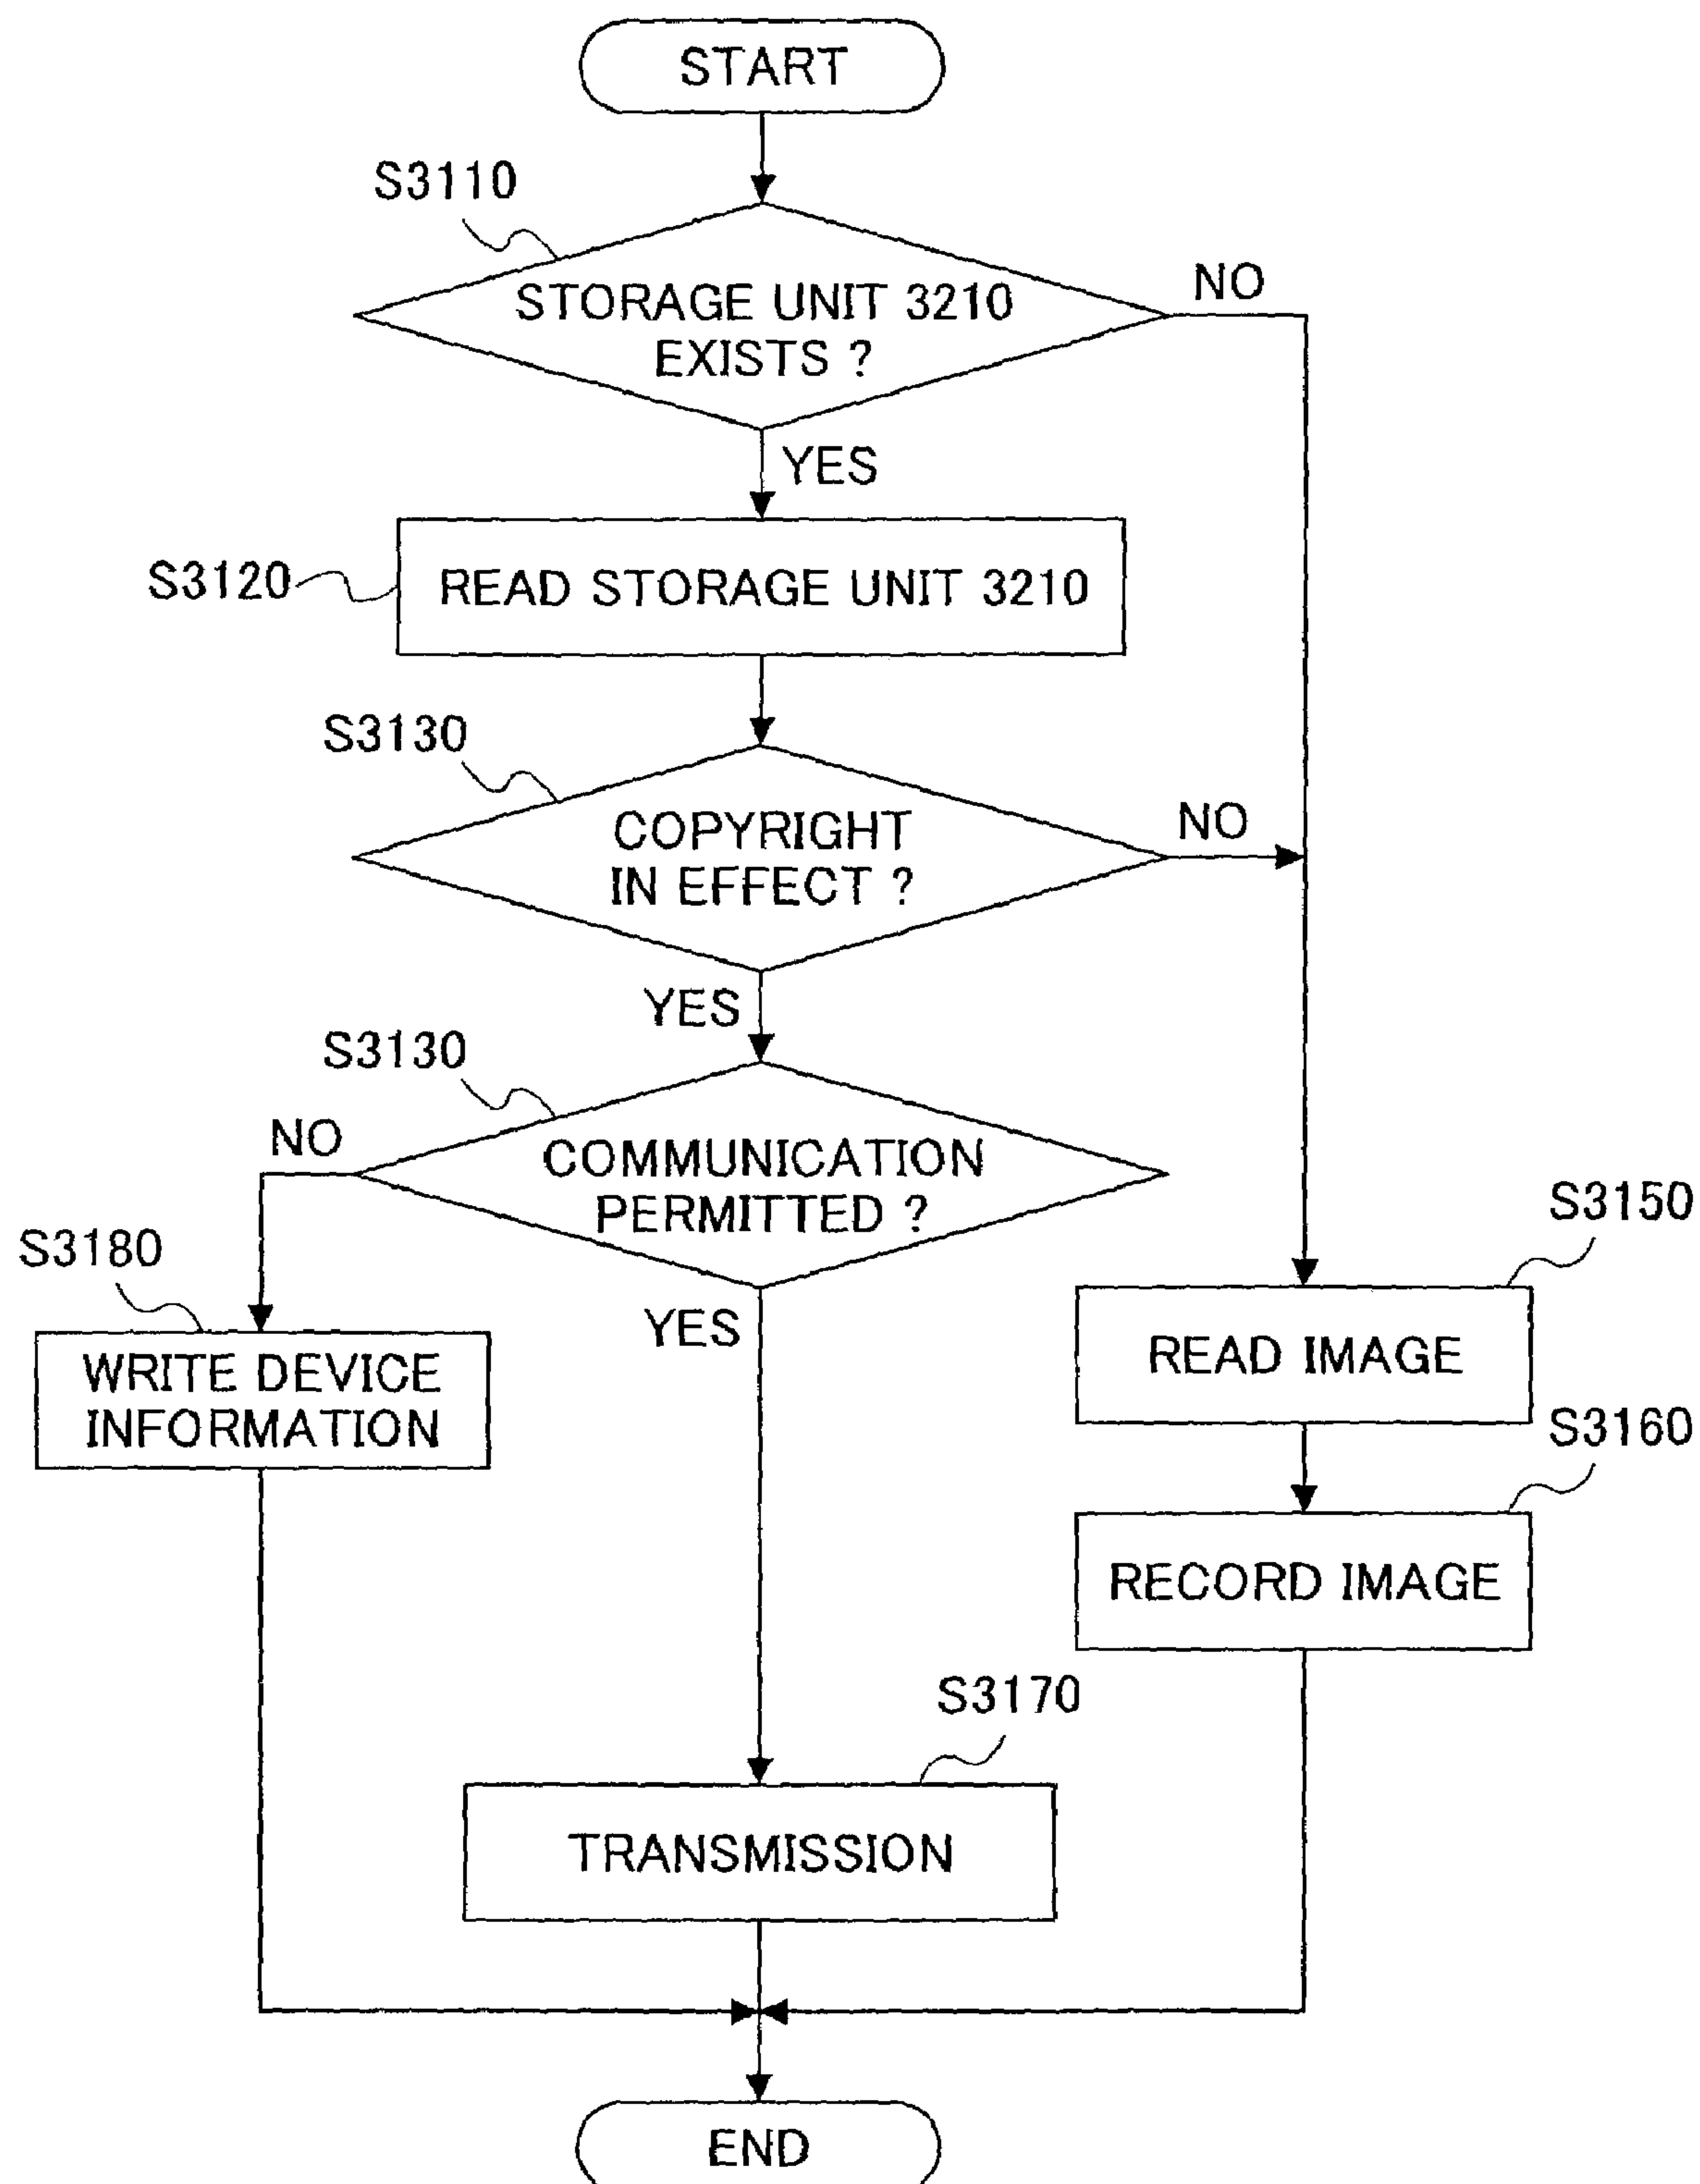 START
S3110
STORAGE UNIT 3210
EXISTS ?
NO
YES
S3120
READ STORAGE UNIT 3210
S3130
COPYRIGHT
IN EFFECT ?
NO
YES
S3130
COMMUNICATION
PERMITTED ?
NO
YES
S3180
WRITE DEVICE
INFORMATION
S3150
READ IMAGE
S3160
RECORD IMAGE
S3170
TRANSMISSION
END